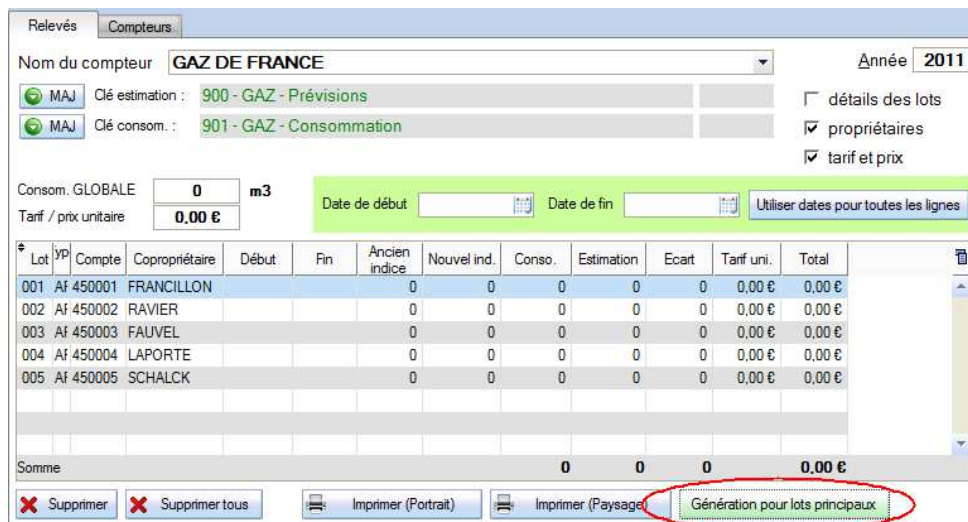 Relevés Compteurs
Nom du compteur GAZ DE FRANCE Année 2011
MAJ Clé estimation : 900 - GAZ - Prévisions
détails des lots
MAJ Clé consom. : 901 - GAZ - Consommation
propriétaires
tarif et prix
Consom. GLOBALE 0 m3
Date de début Date de fin Utiliser dates pour toutes les lignes
Tarif / prix unitaire 0,00 €
Lot yp Compte Copropriétaire Début Fin Ancien indice Nouvel ind. Conso. Estimation Ecart Tarif uni. Total
001 AF 450001 FRANCILLON 0 0 0 0 0 0,00 € 0,00 €
002 AF 450002 RAVIER 0 0 0 0 0 0,00 € 0,00 €
003 AF 450003 FAUVEL 0 0 0 0 0 0,00 € 0,00 €
004 AF 450004 LAPORTE 0 0 0 0 0 0,00 € 0,00 €
005 AF 450005 SCHALCK 0 0 0 0 0 0,00 € 0,00 €
Somme 0 0 0 0,00 €
Supprimer Supprimer tous Imprimer (Portrait) Imprimer (Paysage) Génération pour lots principaux